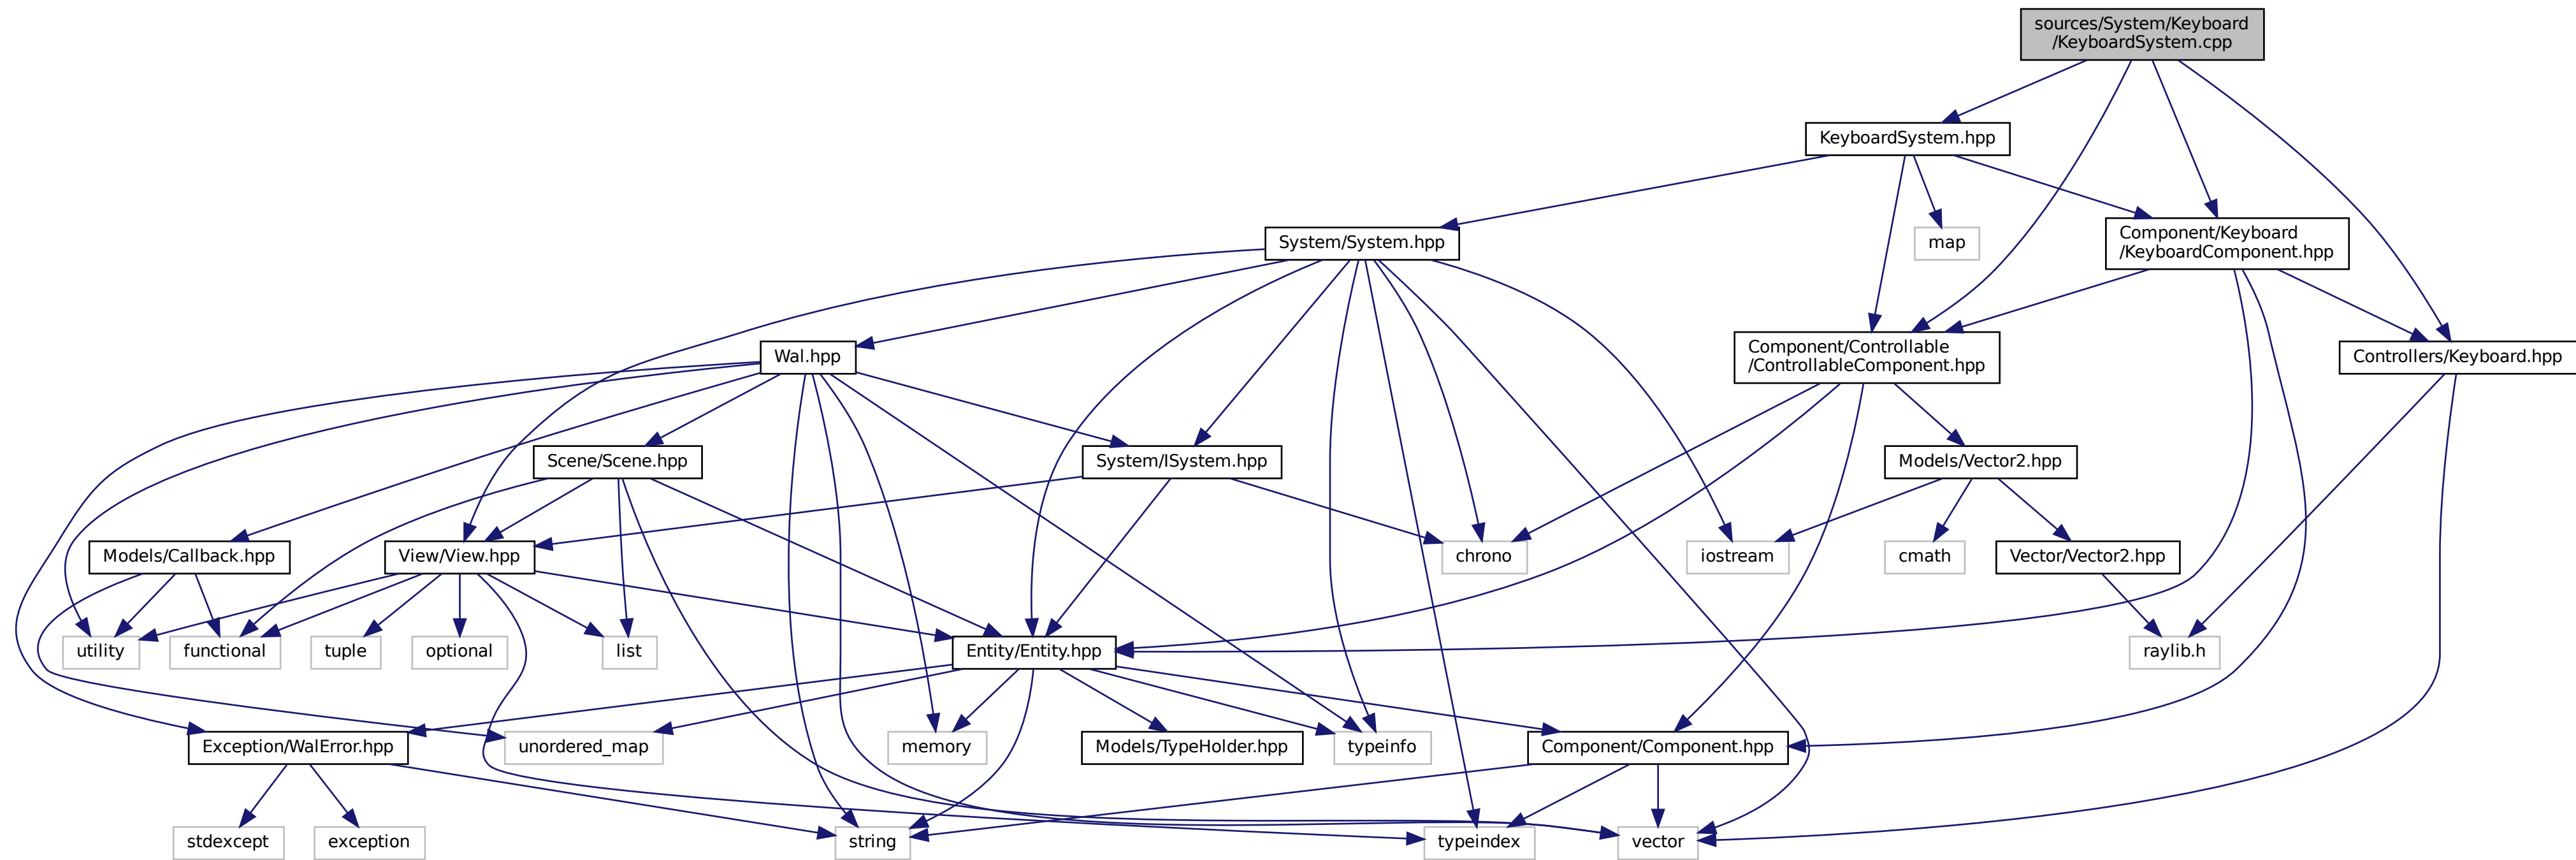 sources/System/Keyboard
/KeyboardSystem.cpp
KeyboardSystem.hpp
System/System.hpp
map
Component/Keyboard
/KeyboardComponent.hpp
Wal.hpp
Component/Controllable
/ControllableComponent.hpp
Controllers/Keyboard.hpp
Scene/Scene.hpp
System/ISystem.hpp
Models/Vector2.hpp
Models/Callback.hpp
View/View.hpp
chrono
iostream
cmath
Vector/Vector2.hpp
utility
functional
tuple
optional
list
Entity/Entity.hpp
raylib.h
Exception/WalError.hpp
unordered_map
memory
Models/TypeHolder.hpp
typeinfo
Component/Component.hpp
stdexcept
exception
string
typeindex
vector